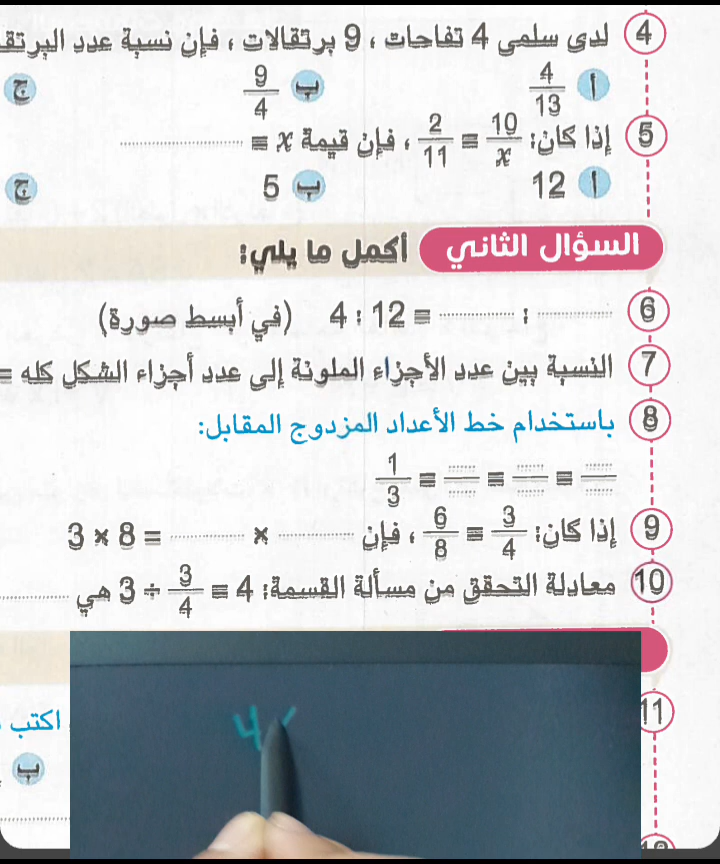 4 لدى سلمى 4 تفاحات ، 9 برتقالات ، فإن نسبة عدد البرتق
أ 4/13 ب 9/4 ج
5 إذا كان: 10/x = 2/11 ، فإن قيمة x = ..........
أ 12 ب 5 ج
السؤال الثاني أكمل ما يلي:
6 .......... : .......... = 12 : 4 (في أبسط صورة)
7 النسبة بين عدد الأجزاء الملونة إلى عدد أجزاء الشكل كله =
8 باستخدام خط الأعداد المزدوج المقابل:
...... = ...... = ...... = 1/3
9 إذا كان: 3/4 = 6/8 ، فإن .......... × .......... = 8 × 3
10 معادلة التحقق من مسألة القسمة: 4 = 3/4 ÷ 3 هي ..........
11 اكتب
ب
4